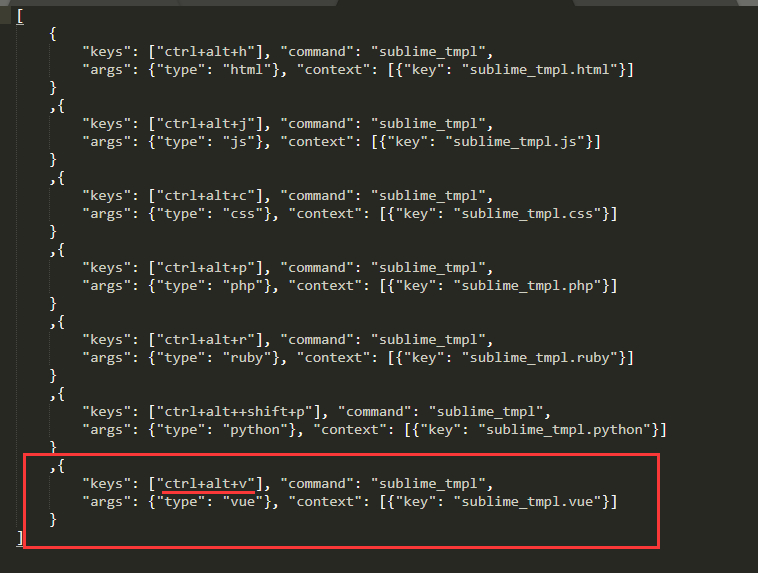 [
    {
        "keys": ["ctrl+alt+h"], "command": "sublime_tmpl",
        "args": {"type": "html"}, "context": [{"key": "sublime_tmpl.html"}]
    }
    ,{
        "keys": ["ctrl+alt+j"], "command": "sublime_tmpl",
        "args": {"type": "js"}, "context": [{"key": "sublime_tmpl.js"}]
    }
    ,{
        "keys": ["ctrl+alt+c"], "command": "sublime_tmpl",
        "args": {"type": "css"}, "context": [{"key": "sublime_tmpl.css"}]
    }
    ,{
        "keys": ["ctrl+alt+p"], "command": "sublime_tmpl",
        "args": {"type": "php"}, "context": [{"key": "sublime_tmpl.php"}]
    }
    ,{
        "keys": ["ctrl+alt+r"], "command": "sublime_tmpl",
        "args": {"type": "ruby"}, "context": [{"key": "sublime_tmpl.ruby"}]
    }
    ,{
        "keys": ["ctrl+alt++shift+p"], "command": "sublime_tmpl",
        "args": {"type": "python"}, "context": [{"key": "sublime_tmpl.python"}]
    }
    ,{
        "keys": ["ctrl+alt+v"], "command": "sublime_tmpl",
        "args": {"type": "vue"}, "context": [{"key": "sublime_tmpl.vue"}]
    }
]